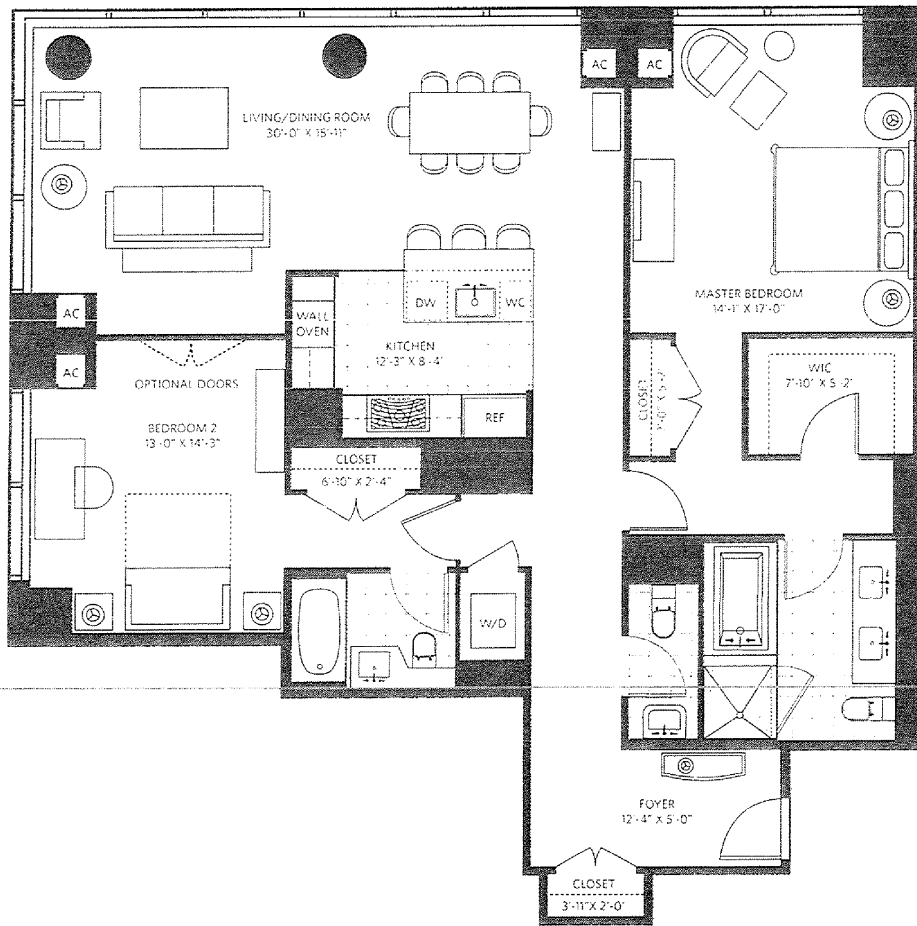 AC
AC
LIVING/DINING ROOM
30'-0" X 15'-11"
MASTER BEDROOM
14'-1" X 17'-0"
AC
DW
WC
WALL
OVEN
KITCHEN
12'-3" X 8'-4"
AC
OPTIONAL DOORS
CLOSET
WIC
7'-10" X 5'-2"
REF
BEDROOM 2
13'-0" X 14'-3"
CLOSET
6'-10" X 2'-4"
W/D
FOYER
12'-4" X 5'-0"
CLOSET
3'-11" X 2'-0"